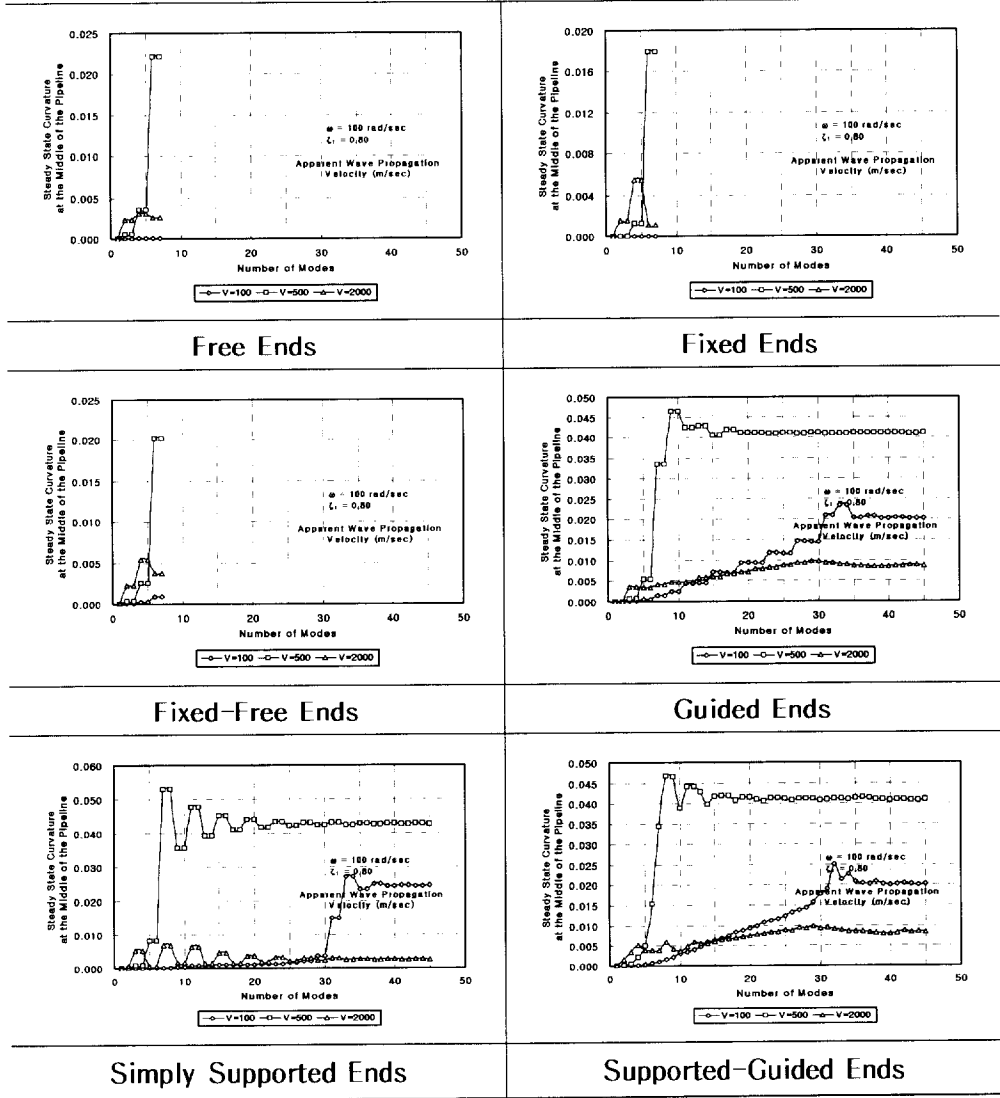 0.025
0.020
0.015
0.010
0.005
0.000
Steady State Curvature
at the Middle of the Pipeline
ω = 100 rad/sec
ζ₁ = 0.80
Apparent Wave Propagation
Velocity (m/sec)
0 10 20 30 40 50
Number of Modes
V=100 V=500 V=2000
Free Ends
0.020
0.016
0.012
0.008
0.004
0.000
Steady State Curvature
at the Middle of the Pipeline
ω = 100 rad/sec
ζ₁ = 0.80
Apparent Wave Propagation
Velocity (m/sec)
0 10 20 30 40 50
Number of Modes
V=100 V=500 V=2000
Fixed Ends
0.025
0.020
0.015
0.010
0.005
0.000
Steady State Curvature
at the Middle of the Pipeline
ω = 100 rad/sec
ζ₁ = 0.80
Apparent Wave Propagation
Velocity (m/sec)
0 10 20 30 40 50
Number of Modes
V=100 V=500 V=2000
Fixed-Free Ends
0.050
0.045
0.040
0.035
0.030
0.025
0.020
0.015
0.010
0.005
0.000
Steady State Curvature
at the Middle of the Pipeline
ω = 100 rad/sec
ζ₁ = 0.80
Apparent Wave Propagation
Velocity (m/sec)
0 10 20 30 40 50
Number of Modes
V=100 V=500 V=2000
Guided Ends
0.060
0.050
0.040
0.030
0.020
0.010
0.000
Steady State Curvature
at the Middle of the Pipeline
ω = 100 rad/sec
ζ₁ = 0.80
Apparent Wave Propagation
Velocity (m/sec)
0 10 20 30 40 50
Number of Modes
V=100 V=500 V=2000
Simply Supported Ends
0.050
0.045
0.040
0.035
0.030
0.025
0.020
0.015
0.010
0.005
0.000
Steady State Curvature
at the Middle of the Pipeline
ω = 100 rad/sec
ζ₁ = 0.80
Apparent Wave Propagation
Velocity (m/sec)
0 10 20 30 40 50
Number of Modes
V=100 V=500 V=2000
Supported-Guided Ends